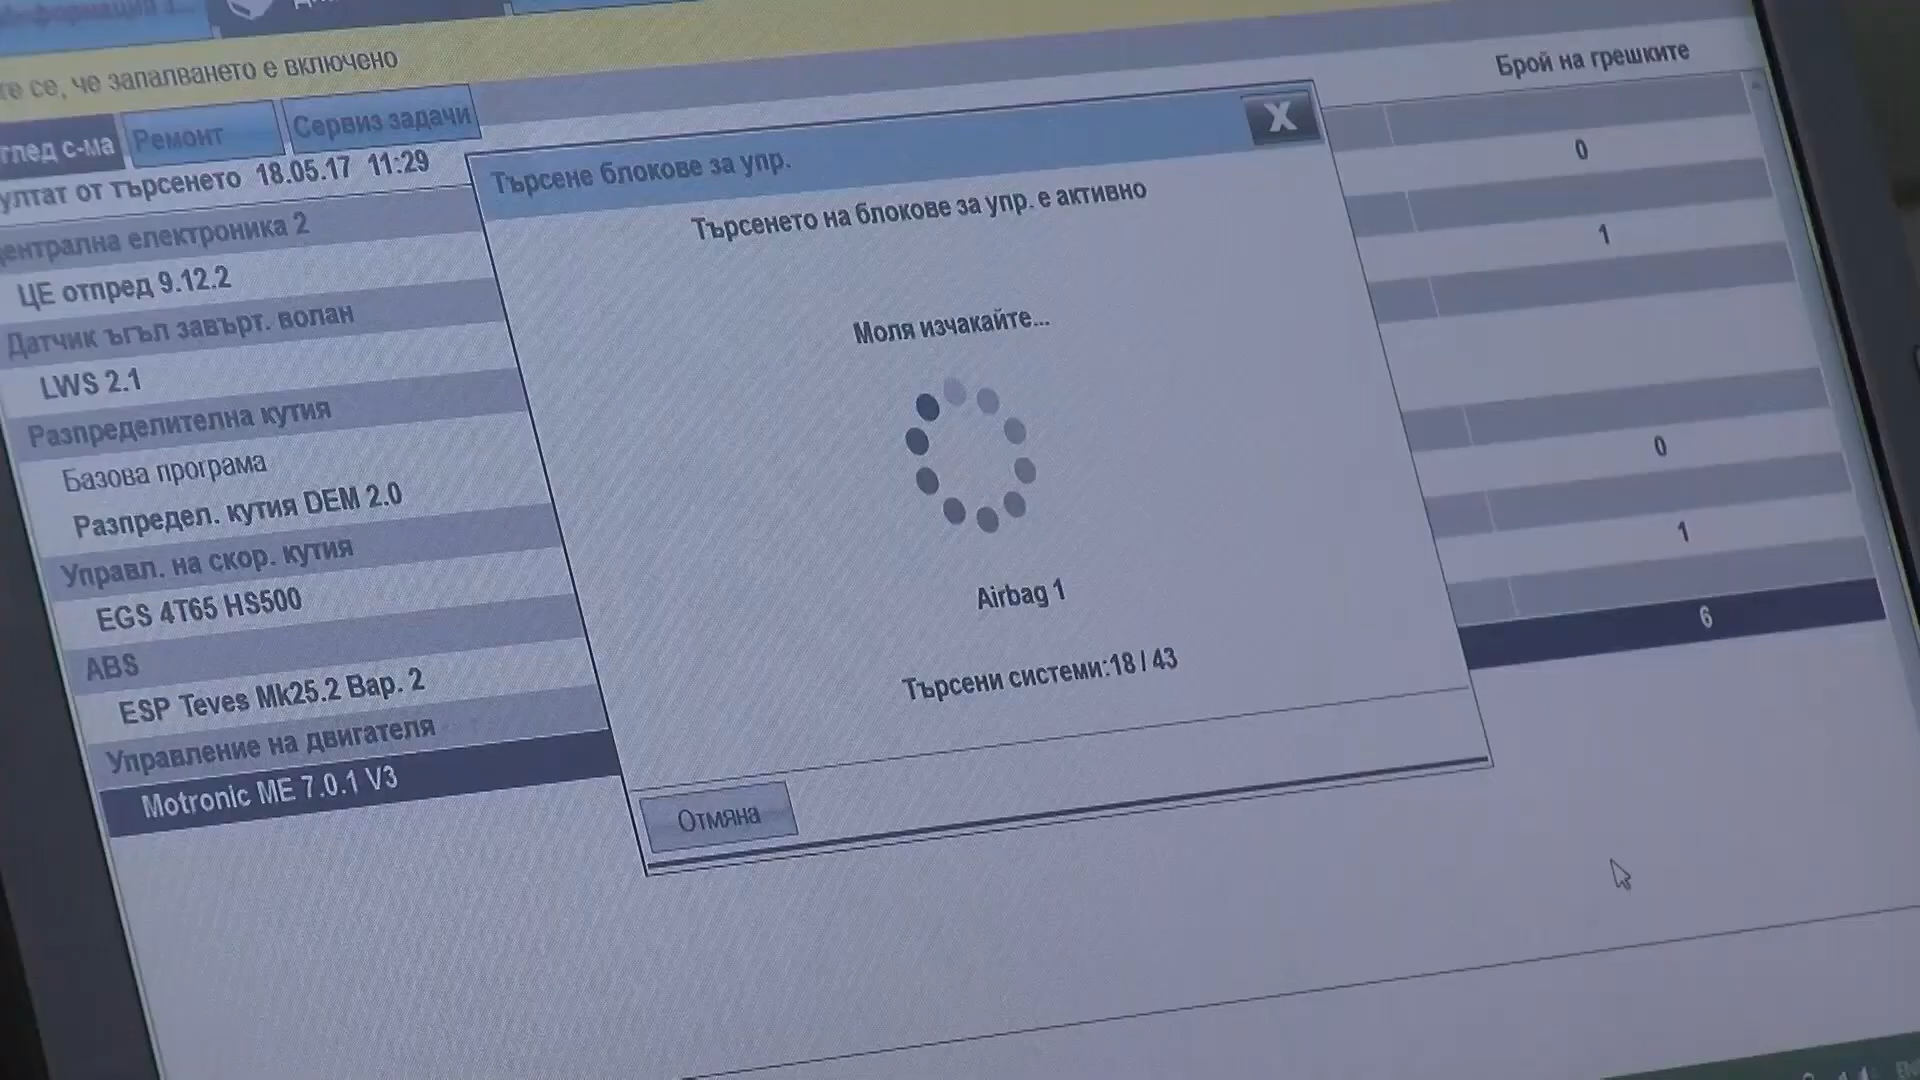 се, че запалването е включено
Брой на грешките
Ремонт
Сервиз задачи
от търсенето 18.05.17 11:29
електроника 2
ЦЕ отпред 9.12.2
0
Датчик ъгъл завърт. волан
LWS 2.1
1
Разпределителна кутия
Базова програма
Разпредел. кутия DEM 2.0
Управл. на скор. кутия
EGS 4T65 HS500
0
ABS
ESP Teves Mk25.2 Вар. 2
1
Управление на двигателя
Motronic ME 7.0.1 V3
6
Търсене блокове за упр.
X
Търсенето на блокове за упр. е активно
Моля изчакайте...
Airbag 1
Търсени системи:18 / 43
Отмяна